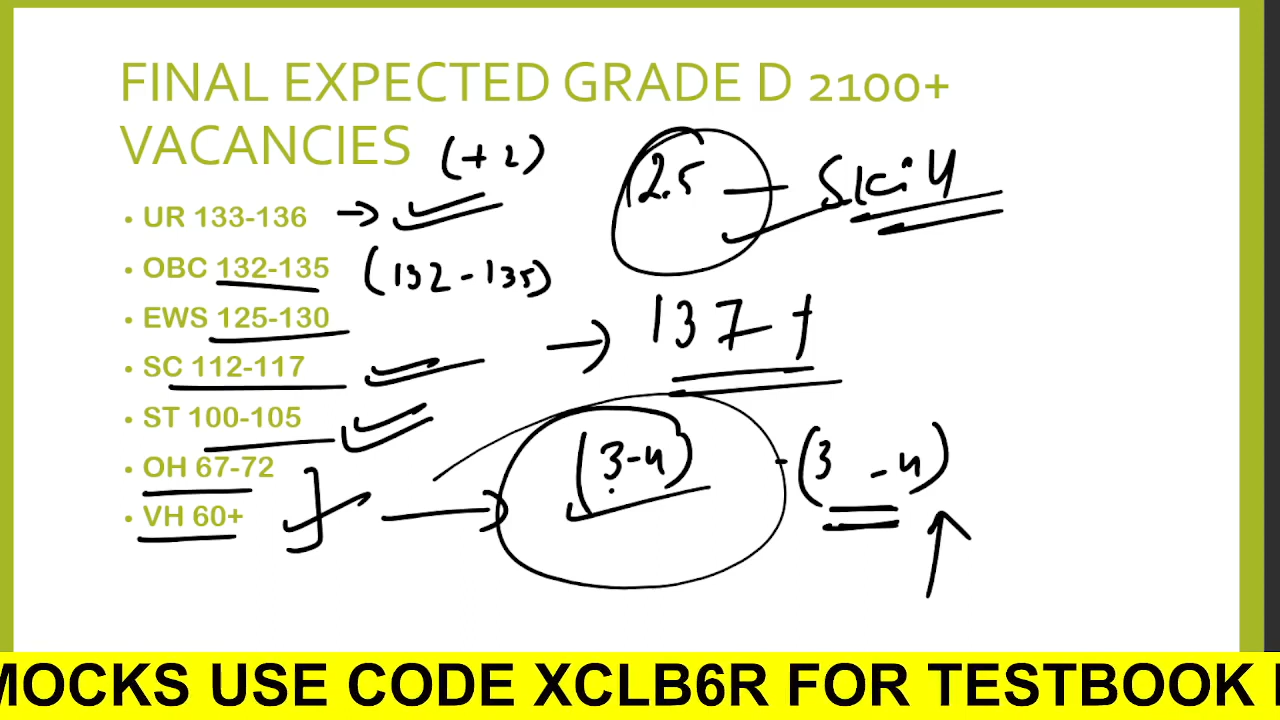 FINAL EXPECTED GRADE D 2100+
VACANCIES
(+2)
12.5 — Skill
• UR 133-136
• OBC 132-135 (132-135)
• EWS 125-130
137+
• SC 112-117
• ST 100-105
• OH 67-72
(3-4) - (3-4)
• VH 60+
MOCKS USE CODE XCLB6R FOR TESTBOOK